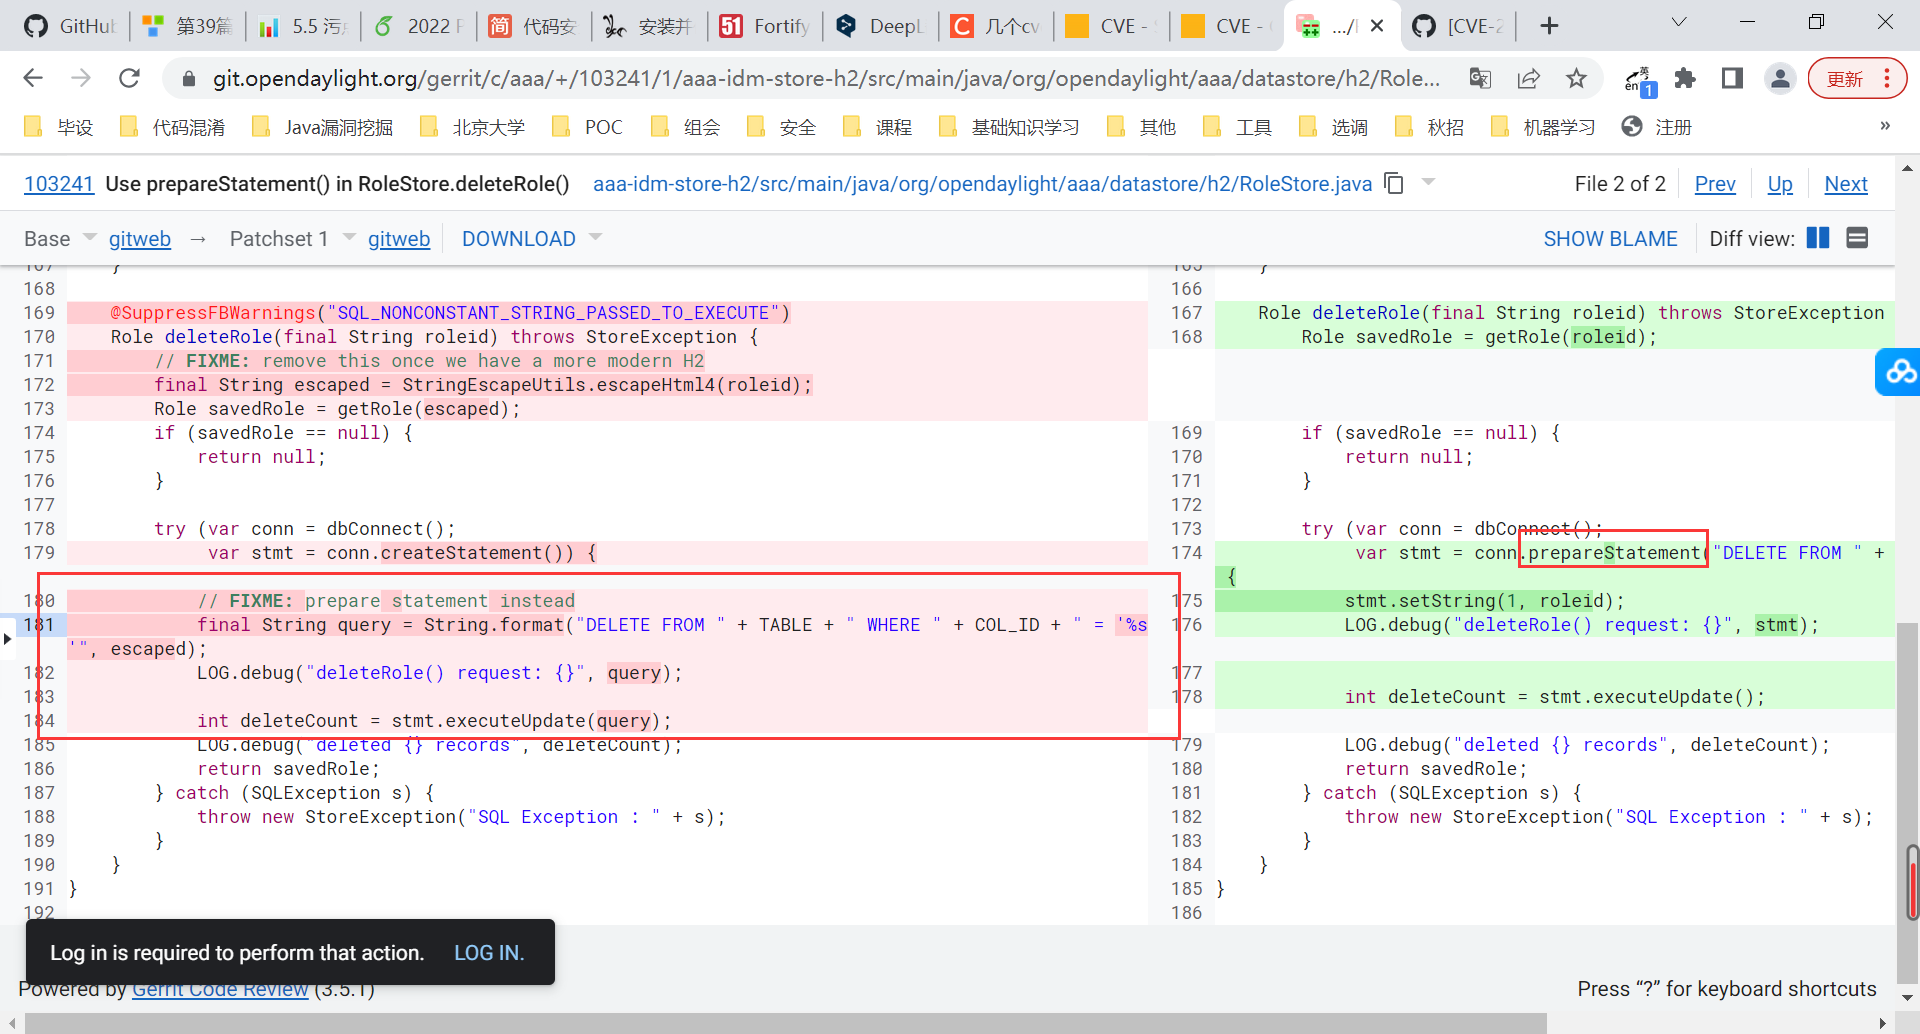 GitHub
第39篇
5.5 污
2022 F
简 代码安
安装并
51 Fortify
DeepL
C 几个cv
CVE -
CVE -
.../
[CVE-2
git.opendaylight.org/gerrit/c/aaa/+/103241/1/aaa-idm-store-h2/src/main/java/org/opendaylight/aaa/datastore/h2/Role...
英
en
1
更新
毕设
代码混淆
Java漏洞挖掘
北京大学
POC
组会
安全
课程
基础知识学习
其他
工具
选调
秋招
机器学习
注册
»
103241 Use prepareStatement() in RoleStore.deleteRole() aaa-idm-store-h2/src/main/java/org/opendaylight/aaa/datastore/h2/RoleStore.java File 2 of 2 Prev Up Next
Base gitweb → Patchset 1 gitweb DOWNLOAD SHOW BLAME Diff view:
167 }
168
169 @SuppressFBWarnings("SQL_NONCONSTANT_STRING_PASSED_TO_EXECUTE")
170 Role deleteRole(final String roleid) throws StoreException {
171 // FIXME: remove this once we have a more modern H2
172 final String escaped = StringEscapeUtils.escapeHtml4(roleid);
173 Role savedRole = getRole(escaped);
174 if (savedRole == null) {
175 return null;
176 }
177
178 try (var conn = dbConnect();
179 var stmt = conn.createStatement()) {
180 // FIXME: prepare statement instead
181 final String query = String.format("DELETE FROM " + TABLE + " WHERE " + COL_ID + " = '%s
'", escaped);
182 LOG.debug("deleteRole() request: {}", query);
183
184 int deleteCount = stmt.executeUpdate(query);
185 LOG.debug("deleted {} records", deleteCount);
186 return savedRole;
187 } catch (SQLException s) {
188 throw new StoreException("SQL Exception : " + s);
189 }
190 }
191 }
192
165 }
166
167 Role deleteRole(final String roleid) throws StoreException
168 Role savedRole = getRole(roleid);
169 if (savedRole == null) {
170 return null;
171 }
172
173 try (var conn = dbConnect();
174 var stmt = conn.prepareStatement("DELETE FROM " +
{
175 stmt.setString(1, roleid);
176 LOG.debug("deleteRole() request: {}", stmt);
177
178 int deleteCount = stmt.executeUpdate();
179 LOG.debug("deleted {} records", deleteCount);
180 return savedRole;
181 } catch (SQLException s) {
182 throw new StoreException("SQL Exception : " + s);
183 }
184 }
185 }
186
Log in is required to perform that action. LOG IN.
Powered by Gerrit Code Review (3.5.1)
Press “?” for keyboard shortcuts